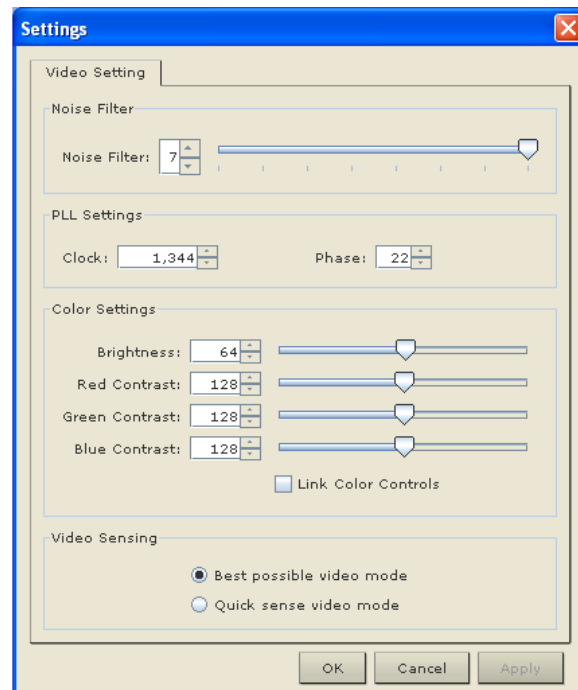 Settings
Video Setting
Noise Filter
Noise Filter: 7
PLL Settings
Clock: 1,344 Phase: 22
Color Settings
Brightness: 64
Red Contrast: 128
Green Contrast: 128
Blue Contrast: 128
Link Color Controls
Video Sensing
Best possible video mode
Quick sense video mode
OK Cancel Apply